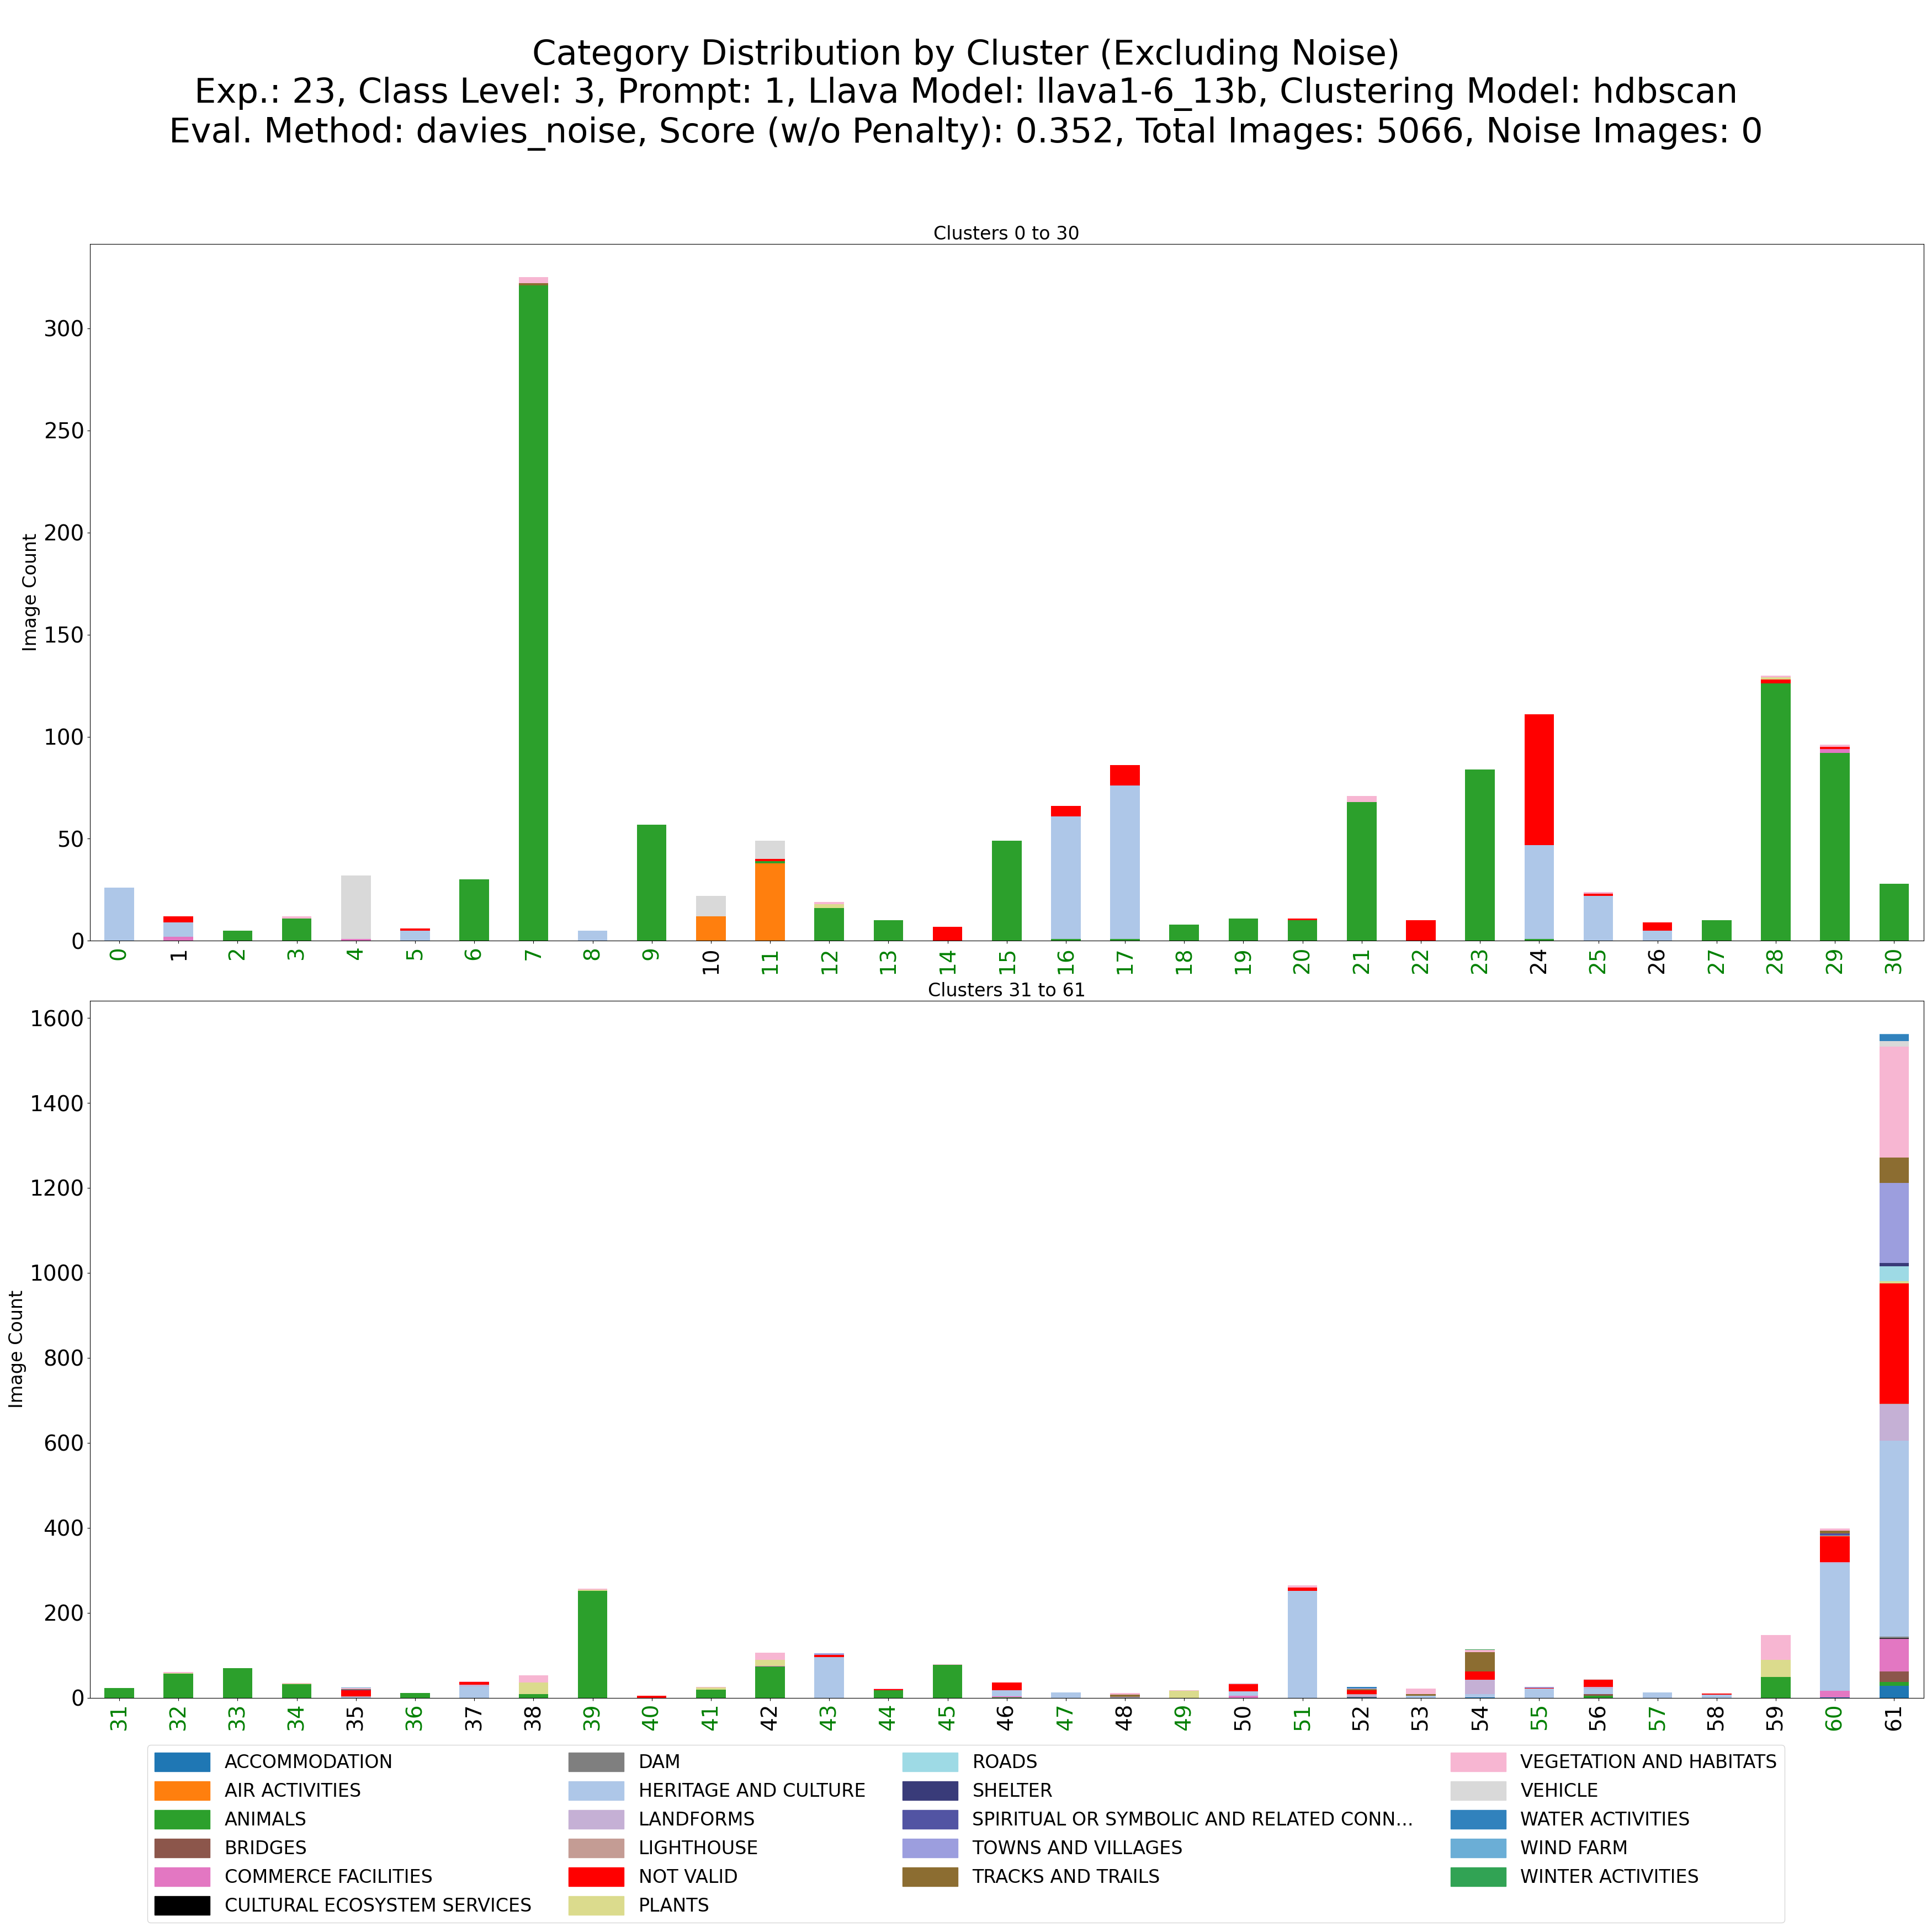 Category Distribution by Cluster (Excluding Noise)
Exp.: 23, Class Level: 3, Prompt: 1, Llava Model: llava1-6_13b, Clustering Model: hdbscan
Eval. Method: davies_noise, Score (w/o Penalty): 0.352, Total Images: 5066, Noise Images: 0
Clusters 0 to 30
Image Count
300
250
200
150
100
50
0
0 1 2 3 4 5 6 7 8 9 10 11 12 13 14 15 16 17 18 19 20 21 22 23 24 25 26 27 28 29 30
Clusters 31 to 61
Image Count
1600
1400
1200
1000
800
600
400
200
0
31 32 33 34 35 36 37 38 39 40 41 42 43 44 45 46 47 48 49 50 51 52 53 54 55 56 57 58 59 60 61
ACCOMMODATION
AIR ACTIVITIES
ANIMALS
BRIDGES
COMMERCE FACILITIES
CULTURAL ECOSYSTEM SERVICES
DAM
HERITAGE AND CULTURE
LANDFORMS
LIGHTHOUSE
NOT VALID
PLANTS
ROADS
SHELTER
SPIRITUAL OR SYMBOLIC AND RELATED CONN...
TOWNS AND VILLAGES
TRACKS AND TRAILS
VEGETATION AND HABITATS
VEHICLE
WATER ACTIVITIES
WIND FARM
WINTER ACTIVITIES